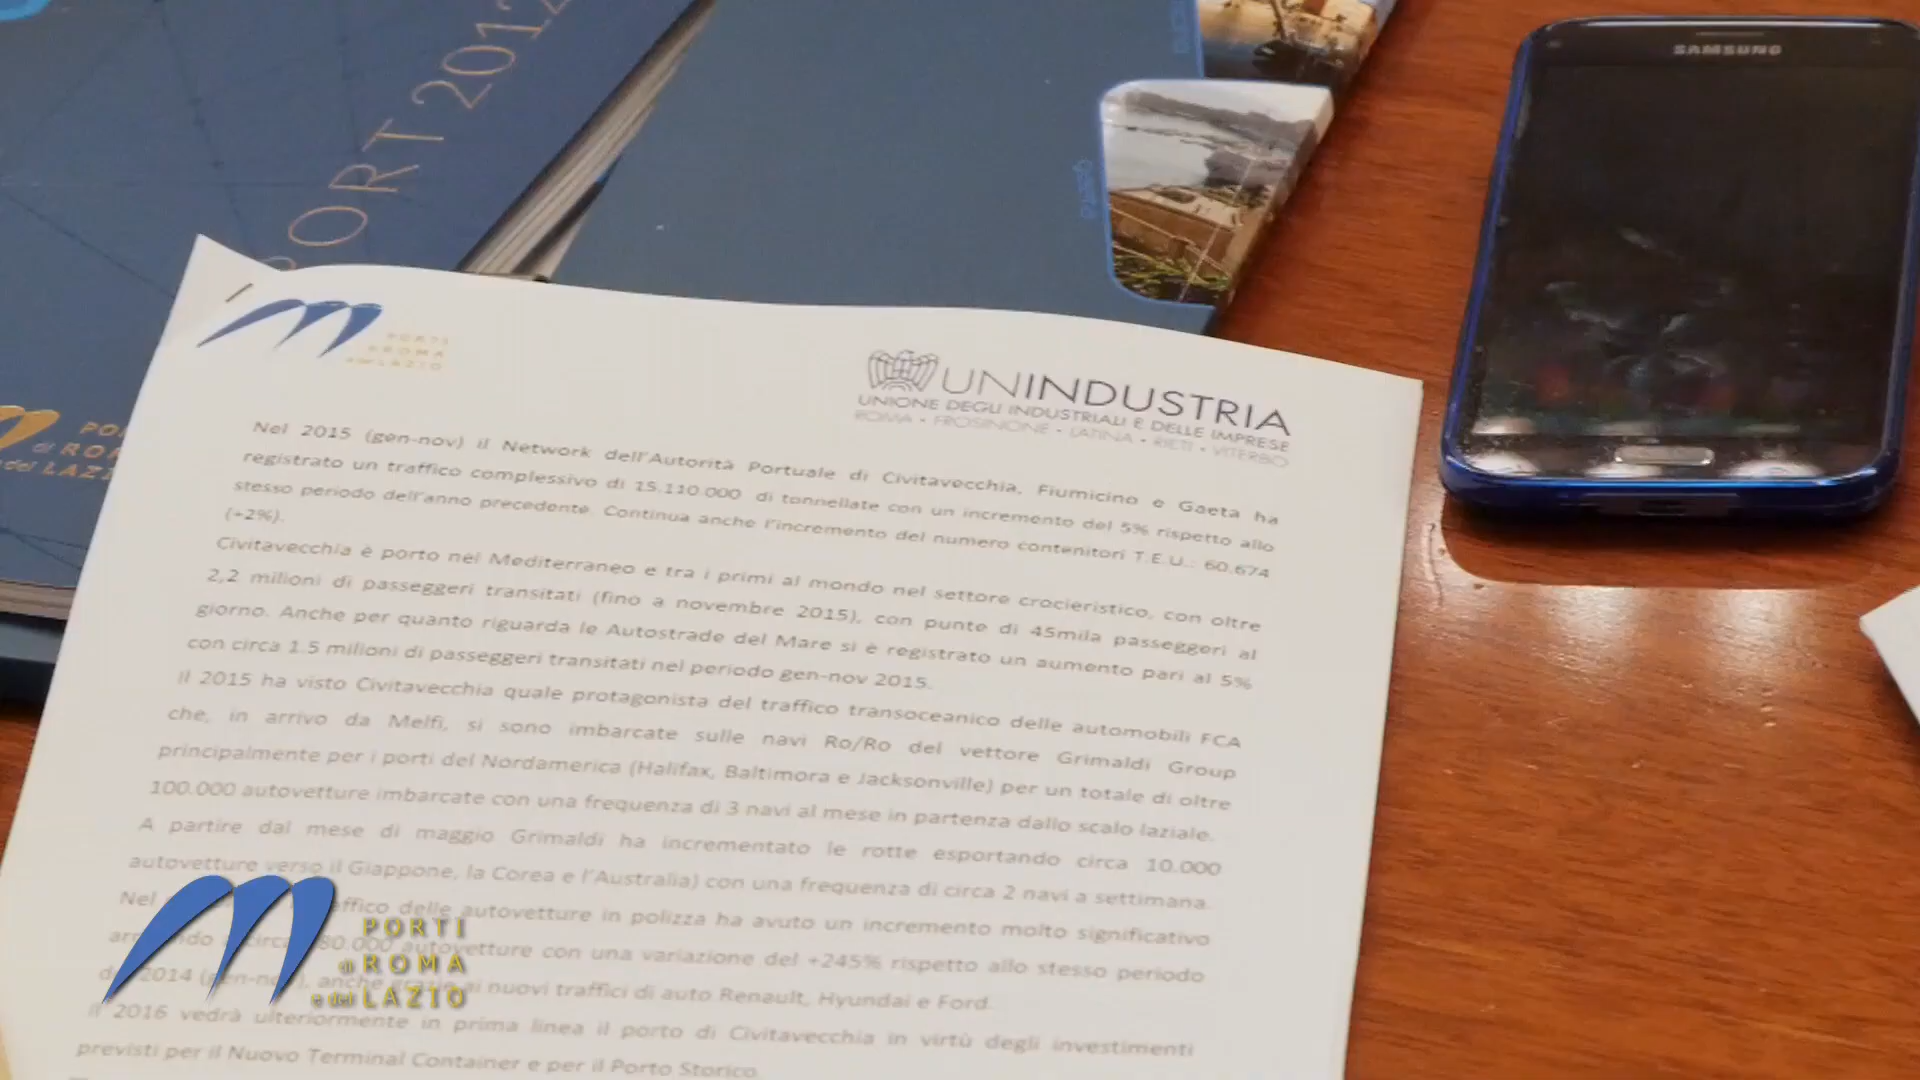 PORT 2012
SAMSUNG
PORTI
di ROMA
e del LAZIO
UNINDUSTRIA
UNIONE DEGLI INDUSTRIALI E DELLE IMPRESE
ROMA • FROSINONE • LATINA • RIETI • VITERBO
Nel 2015 (gen-nov) il Network dell'Autorità Portuale di Civitavecchia, Fiumicino e Gaeta ha
registrato un traffico complessivo di 15.110.000 di tonnellate con un incremento del 5% rispetto allo
stesso periodo dell'anno precedente. Continua anche l'incremento del numero contenitori T.E.U.: 60.674
(+2%).
Civitavecchia è porto nel Mediterraneo e tra i primi al mondo nel settore crocieristico, con oltre
2,2 milioni di passeggeri transitati (fino a novembre 2015), con punte di 45mila passeggeri al
giorno. Anche per quanto riguarda le Autostrade del Mare si è registrato un aumento pari al 5%
con circa 1.5 milioni di passeggeri transitati nel periodo gen-nov 2015.
Il 2015 ha visto Civitavecchia quale protagonista del traffico transoceanico delle automobili FCA
che, in arrivo da Melfi, si sono imbarcate sulle navi Ro/Ro del vettore Grimaldi Group
principalmente per i porti del Nordamerica (Halifax, Baltimora e Jacksonville) per un totale di oltre
100.000 autovetture imbarcate con una frequenza di 3 navi al mese in partenza dallo scalo laziale.
A partire dal mese di maggio Grimaldi ha incrementato le rotte esportando circa 10.000
autovetture verso il Giappone, la Corea e l'Australia) con una frequenza di circa 2 navi a settimana.
Nel delle autovetture in polizza ha avuto un incremento molto significativo
autovetture con una variazione del +245% rispetto allo stesso periodo
2014 (gen-nov), anche grazie ai nuovi traffici di auto Renault, Hyundai e Ford.
Il 2016 vedrà ulteriormente in prima linea il porto di Civitavecchia in virtù degli investimenti
previsti per il Nuovo Terminal Container e per il Porto Storico.
PORTI
di ROMA
e del LAZIO